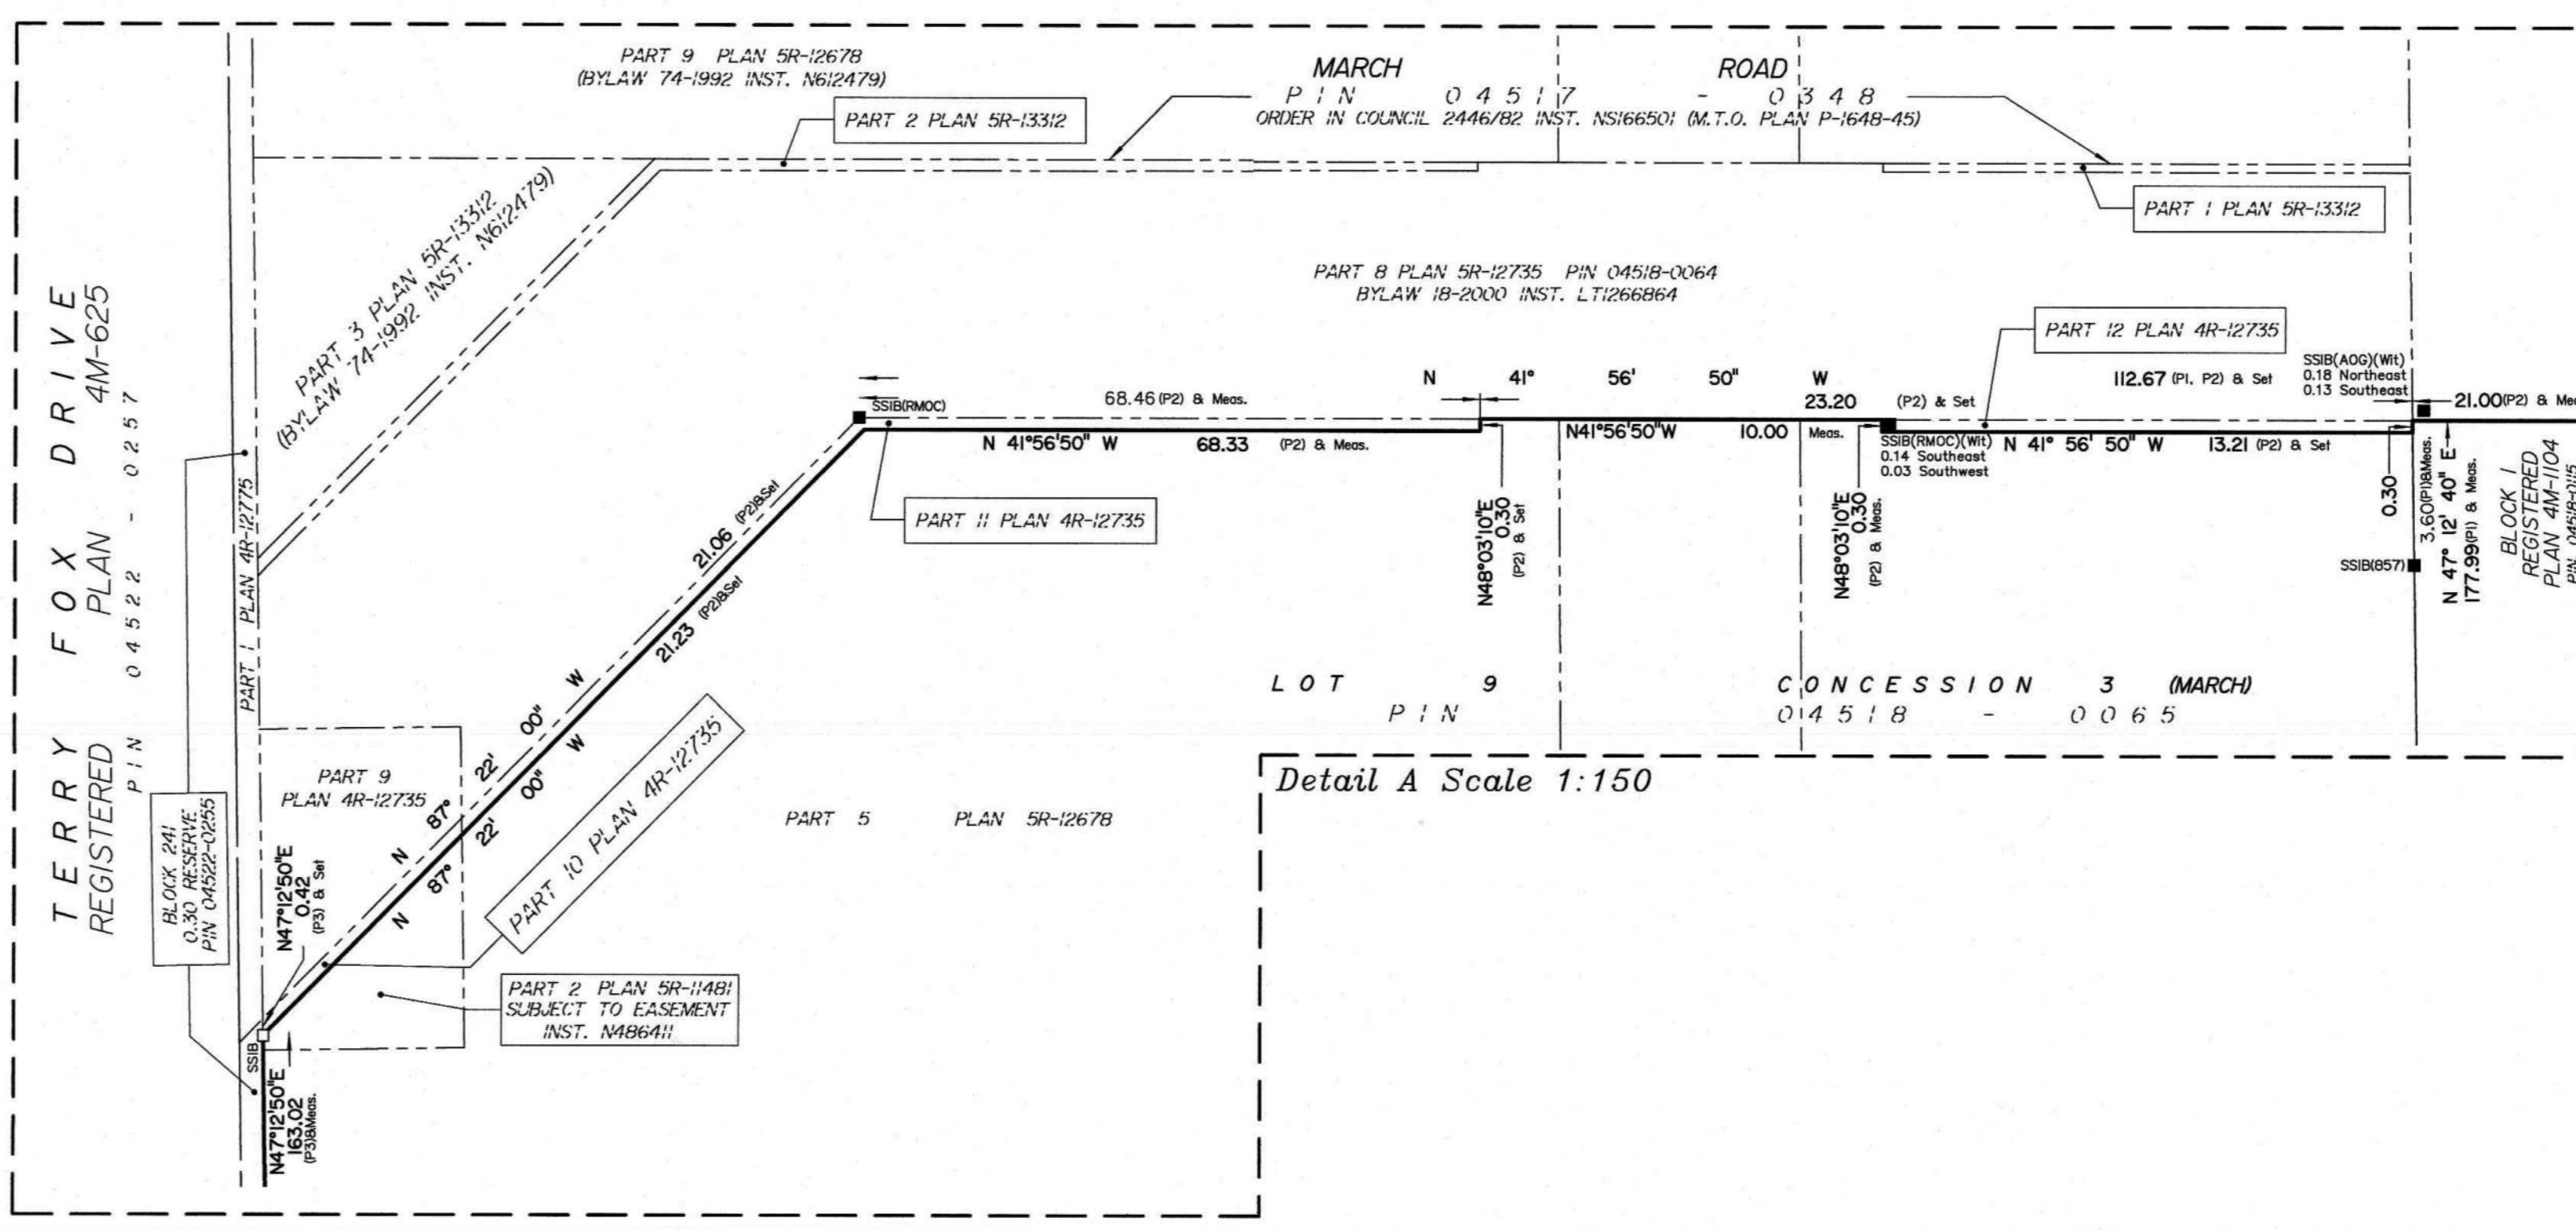 PART 9 PLAN 5R-12678
(BYLAW 74-1992 INST. N612479)
PART 2 PLAN 5R-13312
MARCH ROAD
PIN 04517 - 0348
ORDER IN COUNCIL 2446/82 INST. NS166501 (M.T.O. PLAN P-1648-45)
PART 1 PLAN 5R-13312
PART 3 PLAN 5R-13312
(BYLAW 74-1992 INST. N612479)
PART 8 PLAN 5R-12735 PIN 04518-0064
BYLAW 18-2000 INST. LT1266864
TERRY FOX DRIVE
REGISTERED PLAN 4M-625
PIN 04522 - 0257
PART 1 PLAN 4R-12775
BLOCK 241
0.30 RESERVE
PIN 04522-0255
PART 12 PLAN 4R-12735
SSIB(AOG)(Wit)
0.18 Northeast
0.13 Southeast
N 41° 56' 50" W
112.67 (P1, P2) & Set
68.46 (P2) & Meas.
23.20 (P2) & Set
21.00(P2) & Me
SSIB(RMOC)
N 41°56'50" W 68.33 (P2) & Meas.
N41°56'50"W 10.00 Meas.
SSIB(RMOC)(Wit)
0.14 Southeast
0.03 Southwest
N 41° 56' 50" W 13.21 (P2) & Set
PART 11 PLAN 4R-12735
N48°03'10"E
0.30
(P2) & Set
N48°03'10"E
0.30
(P2) & Meas.
0.30
3.60(P1)&Meas.
N 47° 12' 40" E
177.99(P1) & Meas.
BLOCK 1
REGISTERED
PLAN 4M-1104
PIN 04518-0115
SSIB(857)
21.06 (P2)&Set
21.23 (P2)&Set
N 87° 22' 00" W
N 87° 22' 00" W
LOT 9 CONCESSION 3 (MARCH)
PIN 04518 - 0065
PART 9
PLAN 4R-12735
PART 10 PLAN 4R-12735
Detail A Scale 1:150
PART 5 PLAN 5R-12678
N47°12'50"E
0.42
(P3) & Set
PART 2 PLAN 5R-11481
SUBJECT TO EASEMENT
INST. N486411
SSIB
N47°12'50"E
163.02
(P3)&Meas.